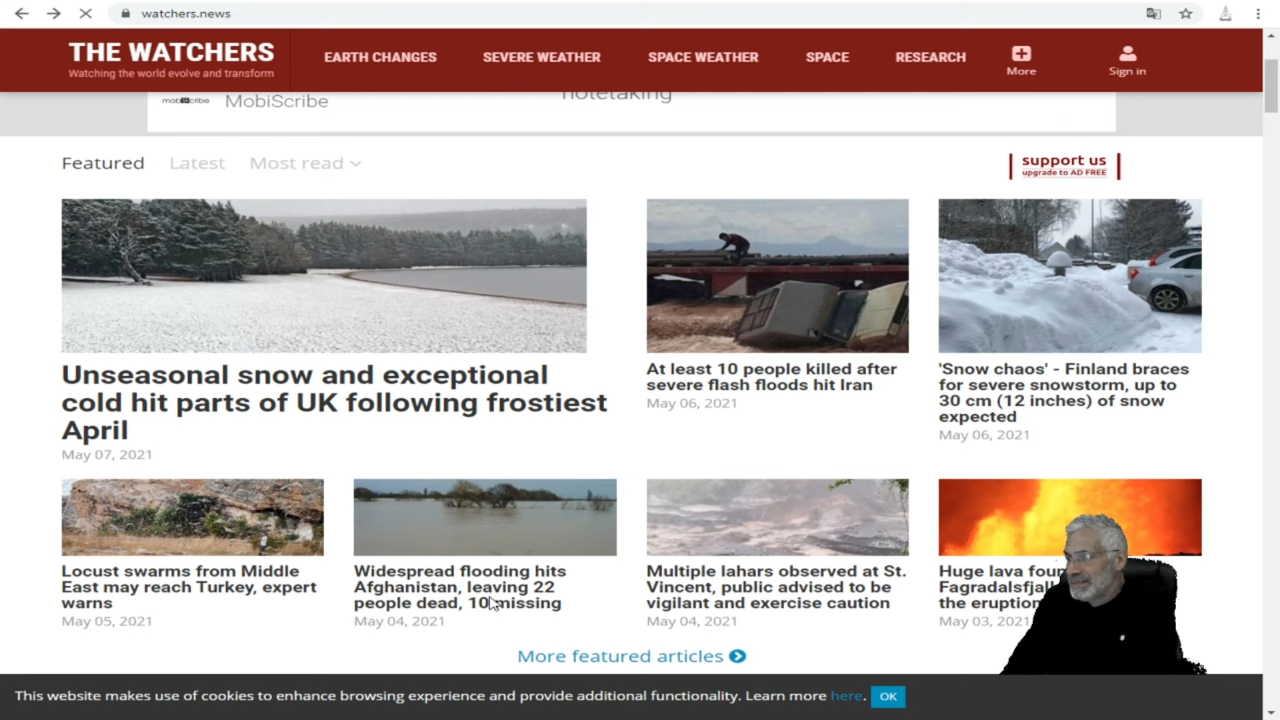 watchers.news
THE WATCHERS
Watching the world evolve and transform
EARTH CHANGES
SEVERE WEATHER
SPACE WEATHER
SPACE
RESEARCH
More
Sign in
mobiscribe
MobiScribe
notetaking
Featured
Latest
Most read
support us
upgrade to AD FREE
Unseasonal snow and exceptional
cold hit parts of UK following frostiest
April
May 07, 2021
At least 10 people killed after
severe flash floods hit Iran
May 06, 2021
'Snow chaos' - Finland braces
for severe snowstorm, up to
30 cm (12 inches) of snow
expected
May 06, 2021
Locust swarms from Middle
East may reach Turkey, expert
warns
May 05, 2021
Widespread flooding hits
Afghanistan, leaving 22
people dead, 10 missing
May 04, 2021
Multiple lahars observed at St.
Vincent, public advised to be
vigilant and exercise caution
May 04, 2021
Huge lava
Fagradalsfjall
the eruption
May 03, 2021
More featured articles
This website makes use of cookies to enhance browsing experience and provide additional functionality. Learn more here.
OK